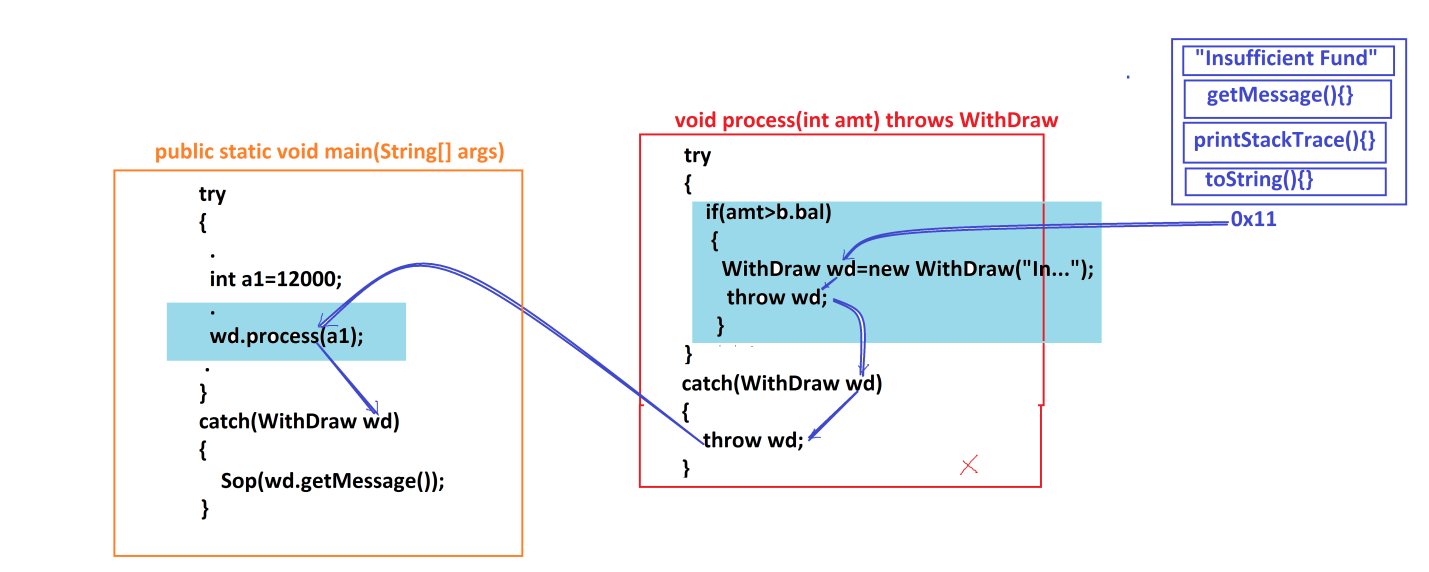 public static void main(String[] args)
try
{
.
int a1=12000;
.
wd.process(a1);
.
}
catch(WithDraw wd)
{
Sop(wd.getMessage());
}
void process(int amt) throws WithDraw
try
{
if(amt>b.bal)
{
WithDraw wd=new WithDraw("In...");
throw wd;
}
}
catch(WithDraw wd)
{
throw wd;
}
"Insufficient Fund"
getMessage(){}
printStackTrace(){}
toString(){}
0x11